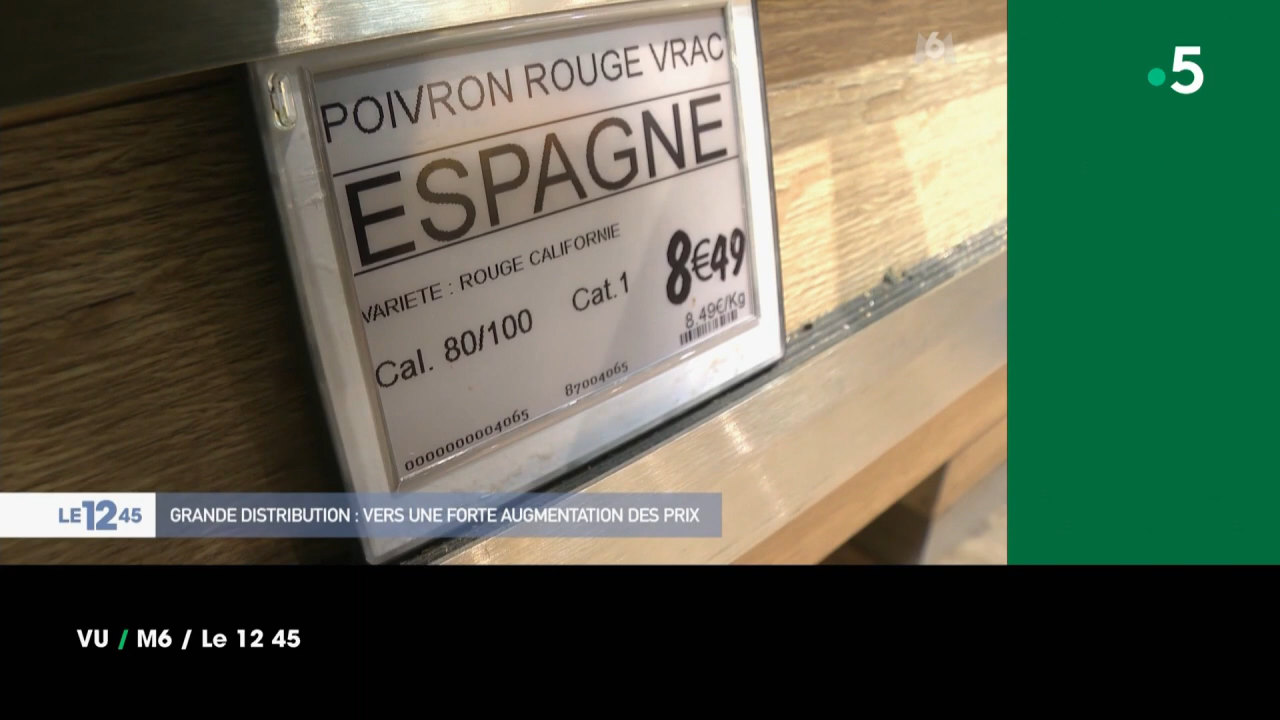 POIVRON ROUGE VRAC
ESPAGNE
VARIETE : ROUGE CALIFORNIE
Cal. 80/100 Cat.1 8€49
8.49€/Kg
0000000004065 87004065
M6
5
LE 12 45 GRANDE DISTRIBUTION : VERS UNE FORTE AUGMENTATION DES PRIX
VU / M6 / Le 12 45